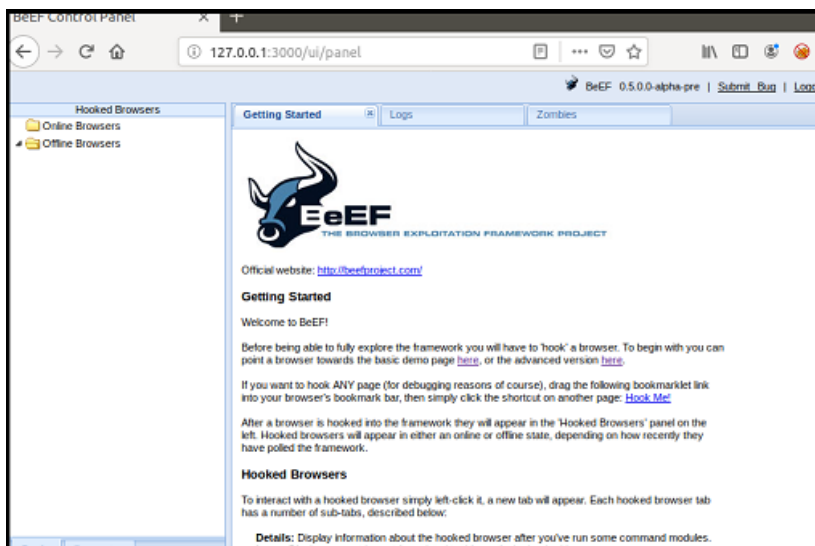 BeEF Control Panel
127.0.0.1:3000/ui/panel
BeEF 0.5.0.0-alpha-pre | Submit Bug |
Hooked Browsers
Getting Started
Logs
Zombies
Online Browsers
Offline Browsers
BeEF
THE BROWSER EXPLOITATION FRAMEWORK PROJECT
Official website: http://beefproject.com/
Getting Started
Welcome to BeEF!
Before being able to fully explore the framework you will have to 'hook' a browser. To begin with you can
point a browser towards the basic demo page here, or the advanced version here.
If you want to hook ANY page (for debugging reasons of course), drag the following bookmarklet link
into your browser's bookmark bar, then simply click the shortcut on another page: Hook Me!
After a browser is hooked into the framework they will appear in the 'Hooked Browsers' panel on the
left. Hooked browsers will appear in either an online or offline state, depending on how recently they
have polled the framework.
Hooked Browsers
To interact with a hooked browser simply left-click it, a new tab will appear. Each hooked browser tab
has a number of sub-tabs, described below:
Details: Display information about the hooked browser after you've run some command modules.